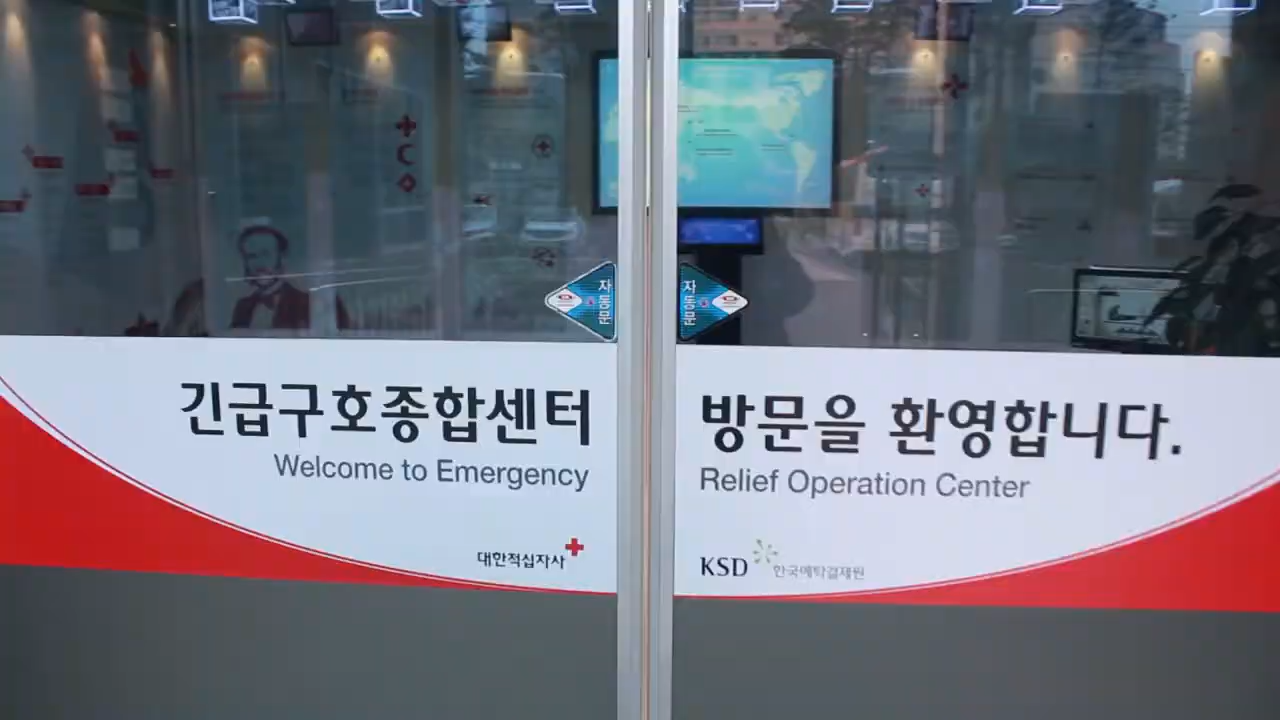 자동문
자동문
긴급구호종합센터 방문을 환영합니다.
Welcome to Emergency Relief Operation Center
대한적십자사
KSD 한국예탁결제원